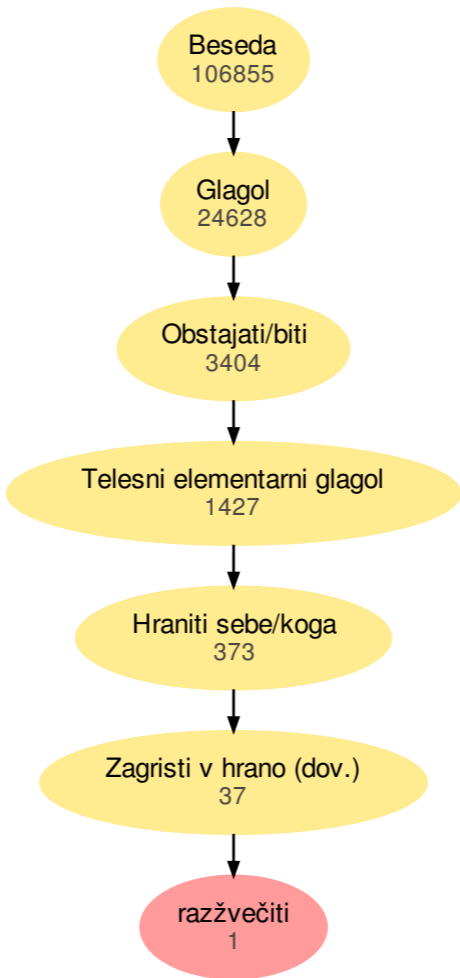 Beseda
106855
Glagol
24628
Obstajati/biti
3404
Telesni elementarni glagol
1427
Hraniti sebe/koga
373
Zagristi v hrano (dov.)
37
razžvečiti
1